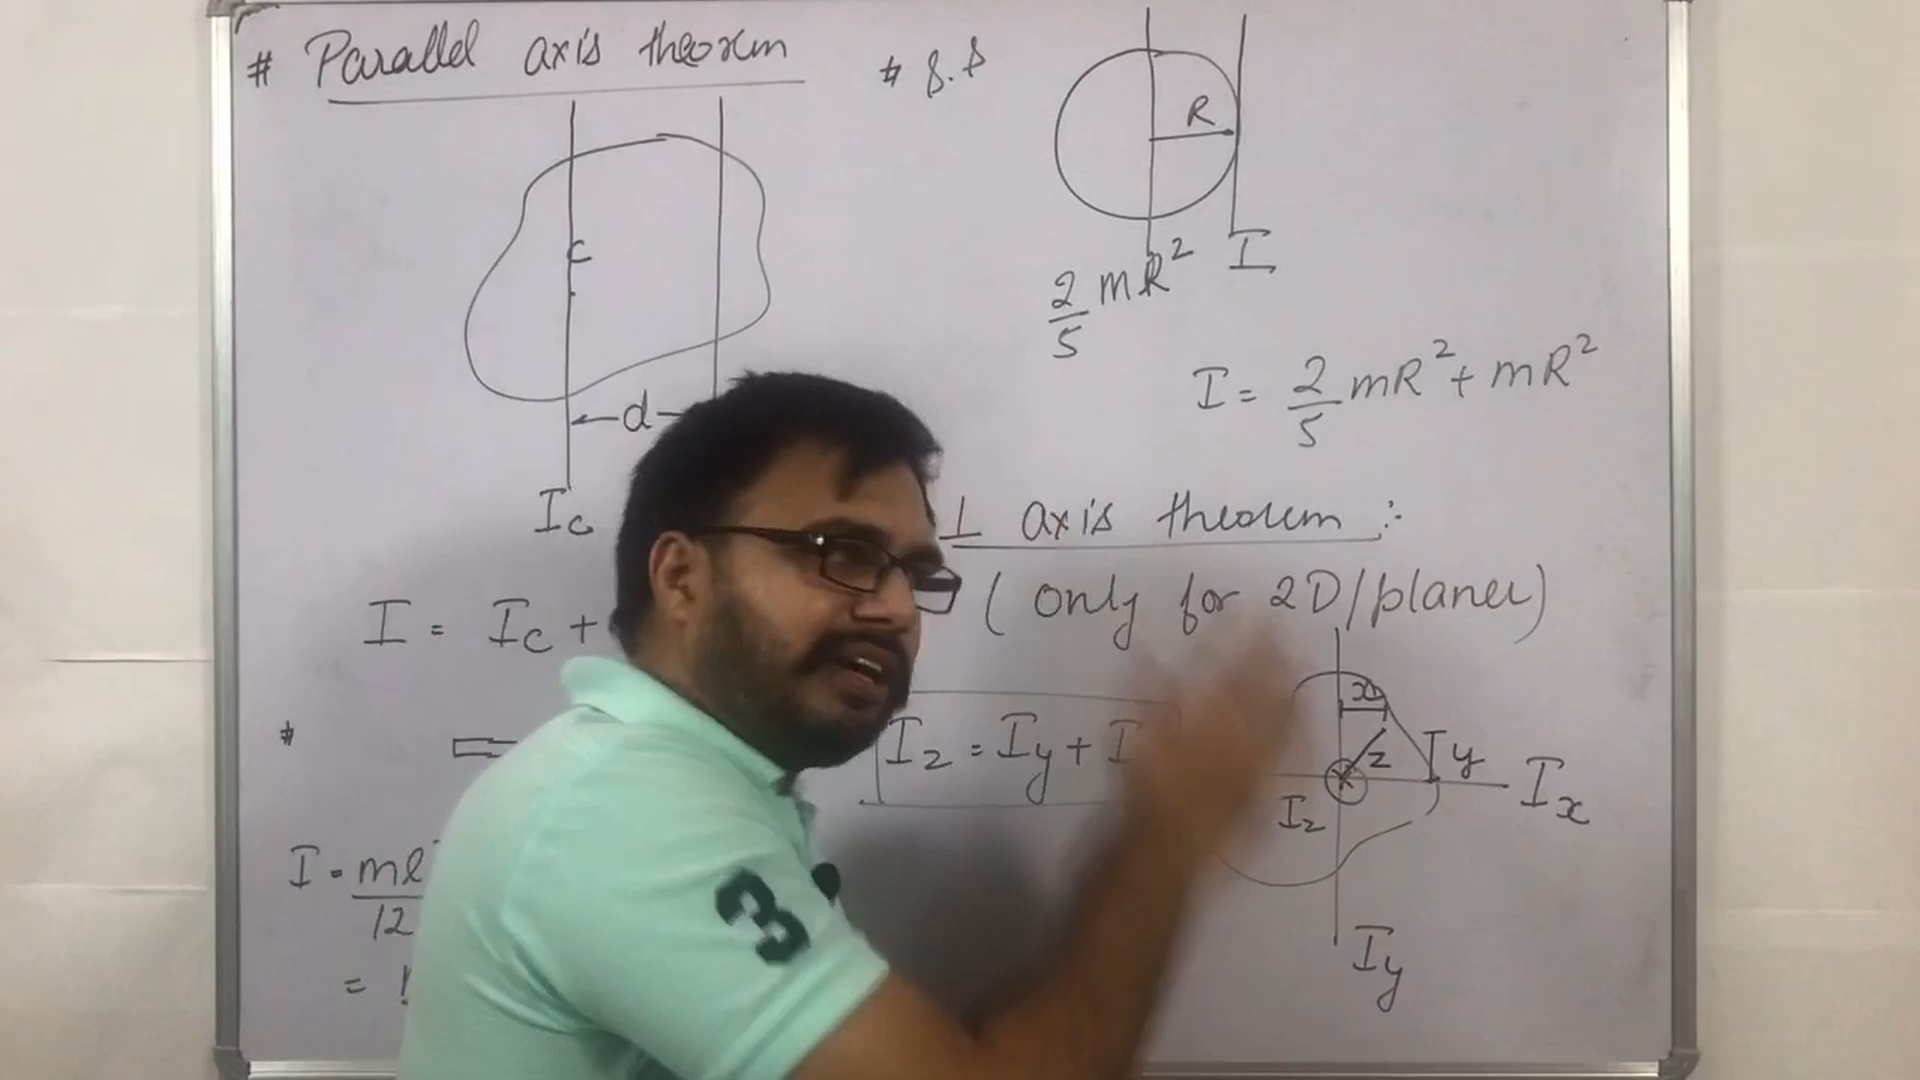 # Parallel axis theorem
C
d
Ic
I = Ic +
#
I = ml
12
=
# S.S
R
2/5 mR² I
I = 2/5 mR² + mR²
⊥ axis theorem :-
( Only for 2D/planer)
Iz = Iy + I
x
z
y
Iz
Ix
Iy
3